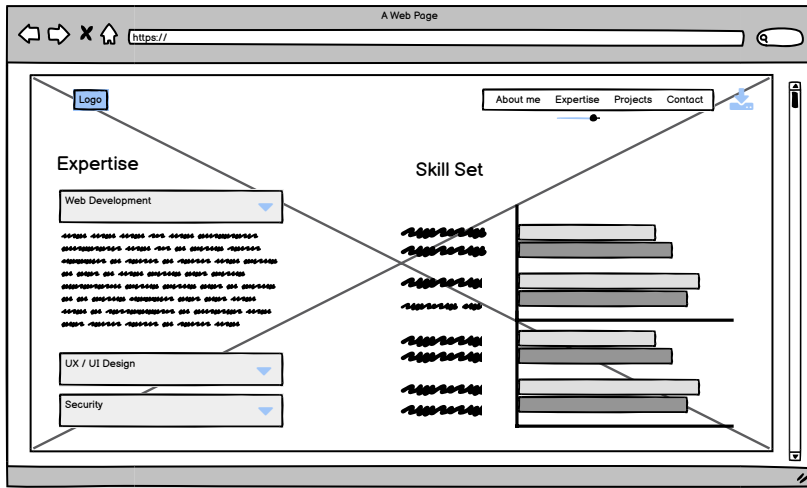 A Web Page
https://
Logo
About me Expertise Projects Contact
Expertise
Web Development
UX / UI Design
Security
Skill Set